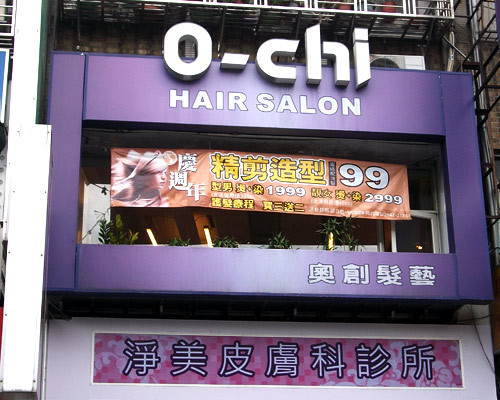 o-chi
HAIR SALON
慶週年
精剪造型 99
型男 燙+染 1999 靚女 燙+染 2999
護髮療程 買三送二
奧創髮藝
淨美皮膚科診所